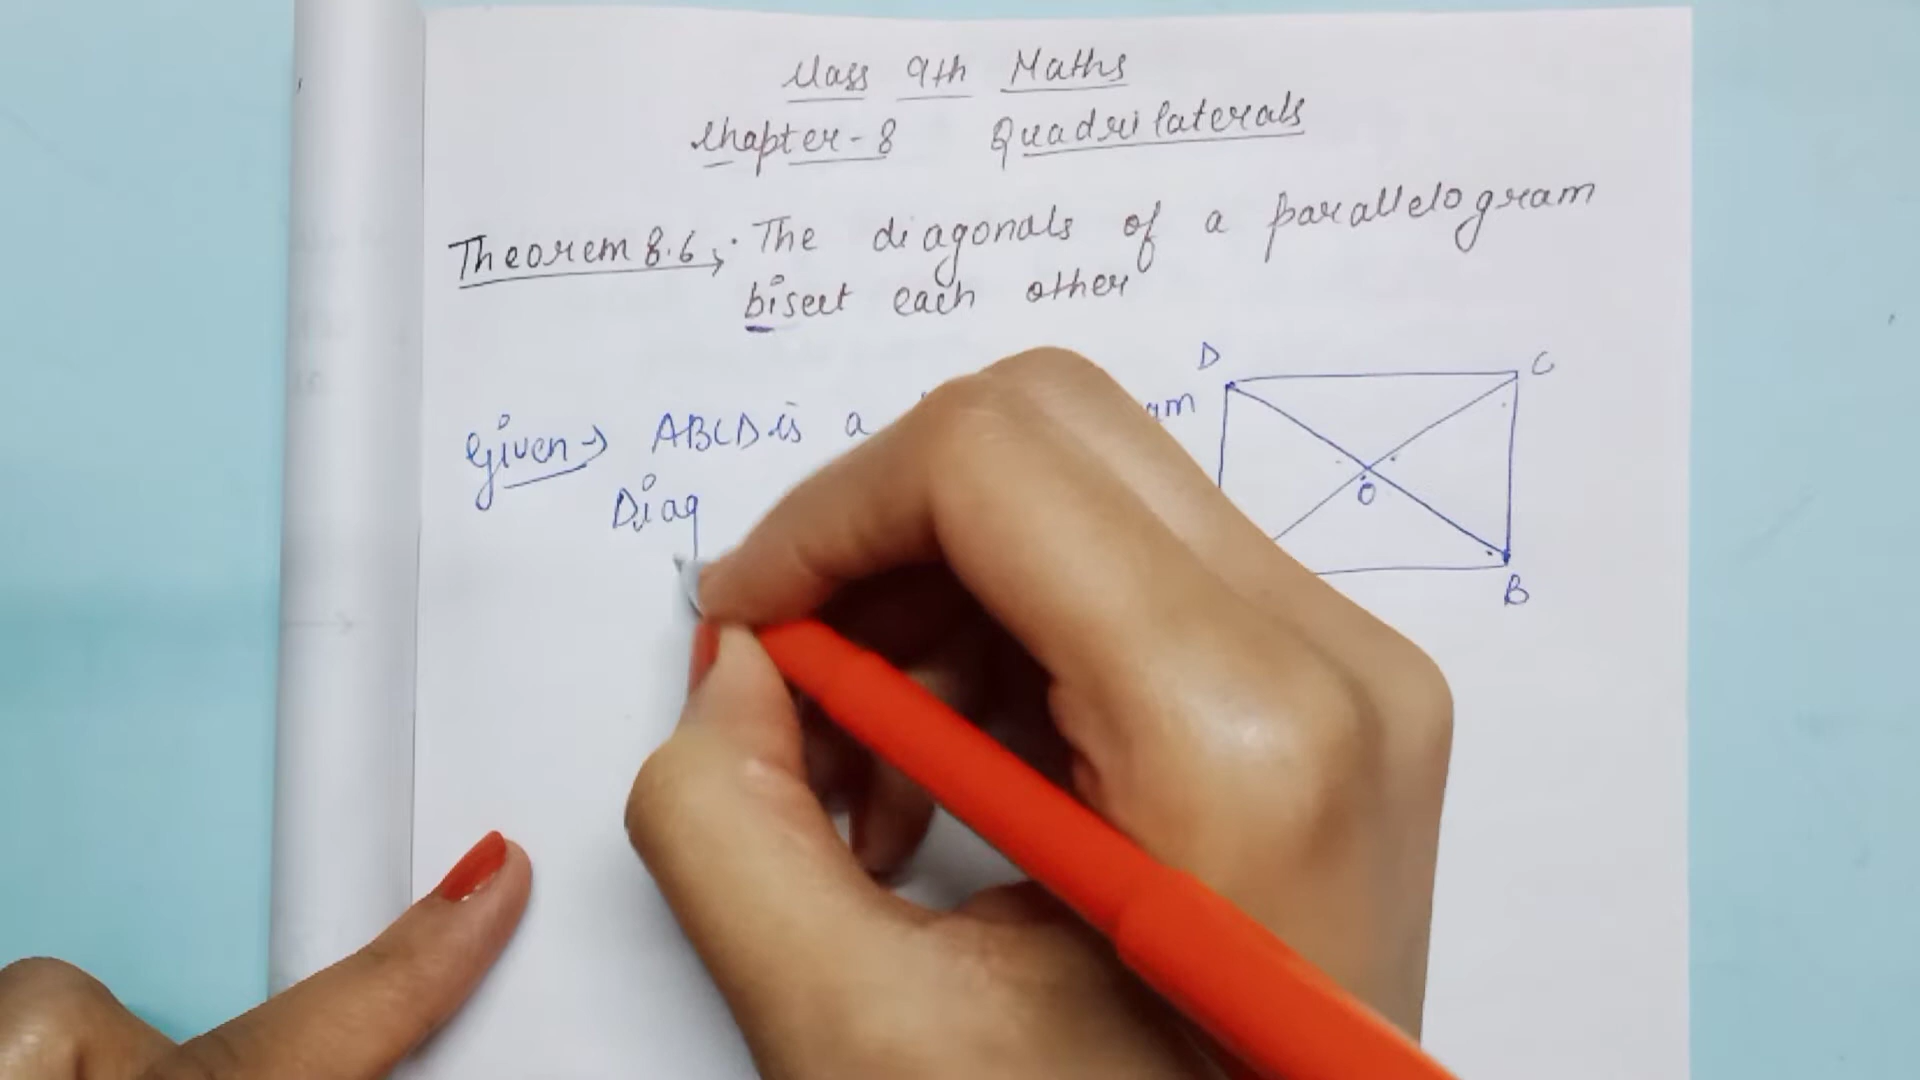 Class 9th Maths
Chapter-8 Quadrilaterals
Theorem 8.6 → The diagonals of a parallelogram
bisect each other
Given → ABCD is a
Diag
D
C
O
B